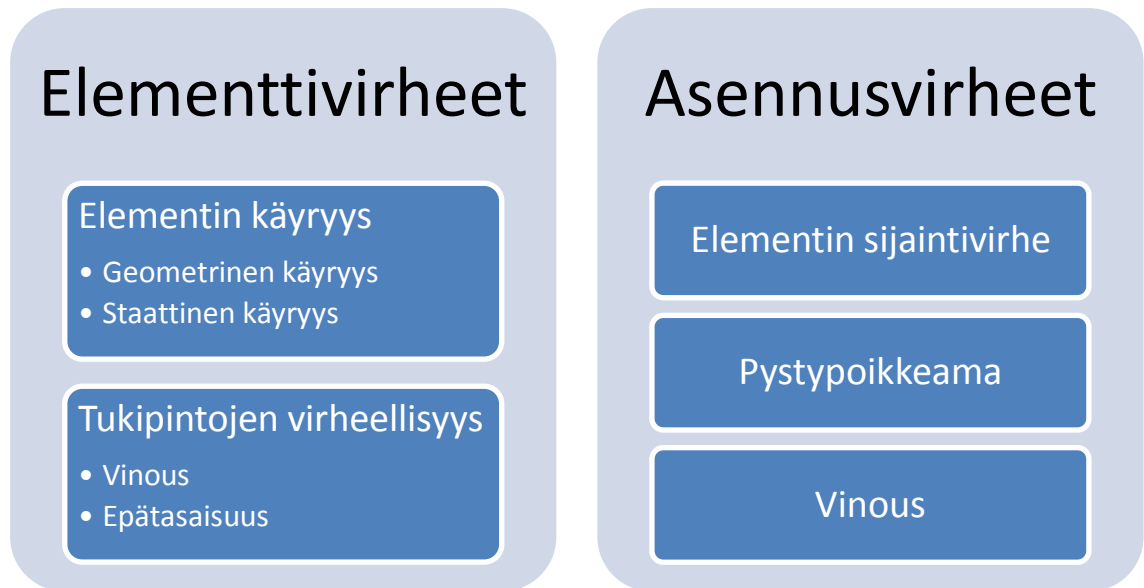 Elementtivirheet
Elementin käyryys
• Geometrinen käyryys
• Staattinen käyryys
Tukipintojen virheellisyys
• Vinous
• Epätasaisuus
Asennusvirheet
Elementin sijaintivirhe
Pystypoikkeama
Vinous